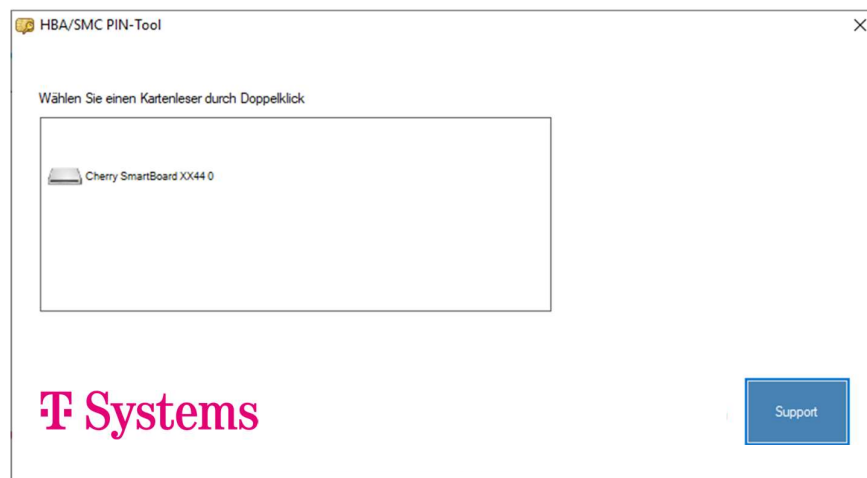 HBA/SMC PIN-Tool
Wählen Sie einen Kartenleser durch Doppelklick
Cherry SmartBoard XX44 0
T Systems
Support